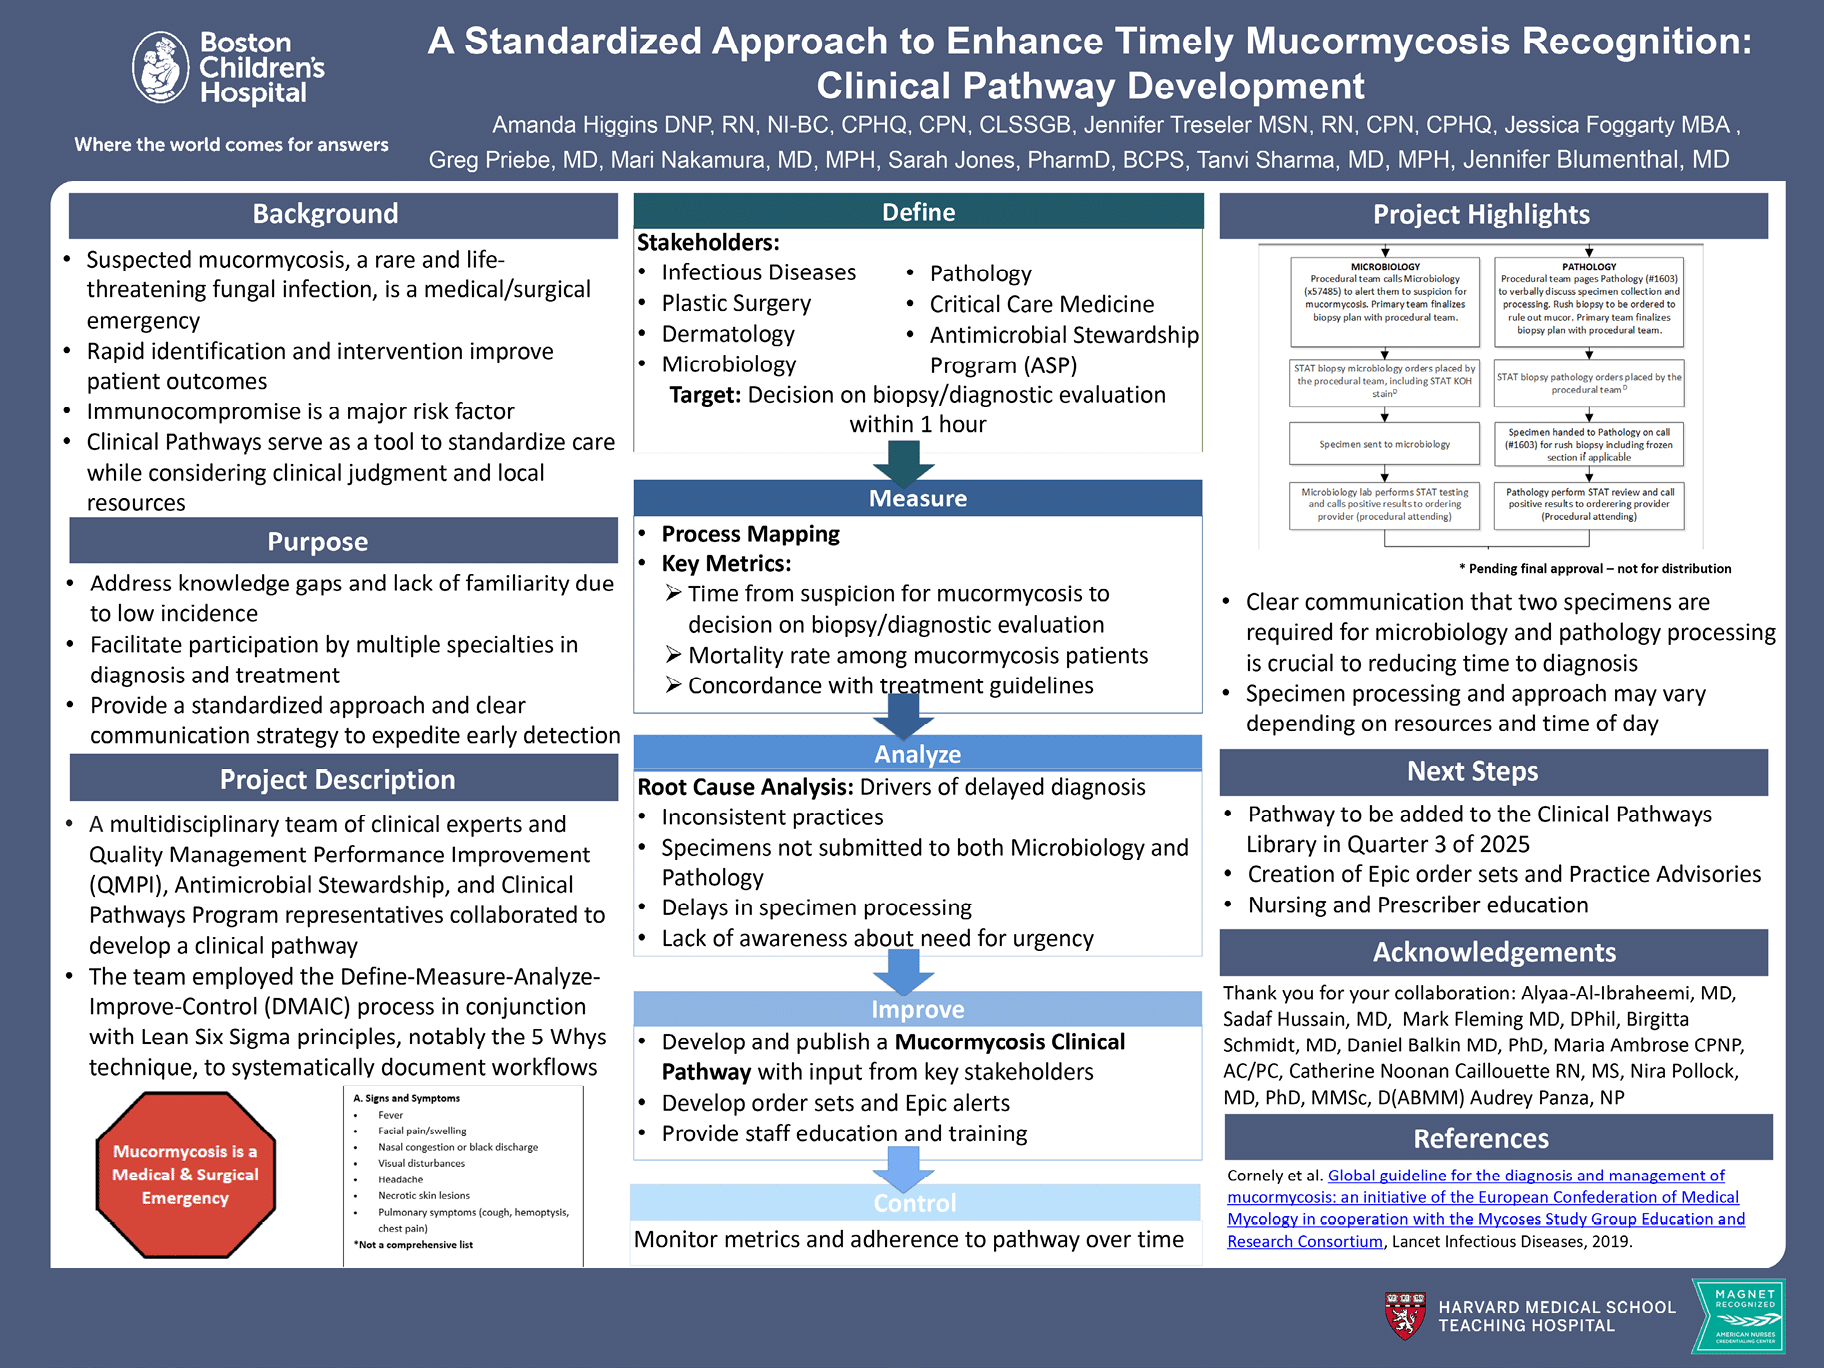 Boston
Children's
Hospital
Where the world comes for answers
A Standardized Approach to Enhance Timely Mucormycosis Recognition:
Clinical Pathway Development
Amanda Higgins DNP, RN, NI-BC, CPHQ, CPN, CLSSGB, Jennifer Treseler MSN, RN, CPN, CPHQ, Jessica Foggarty MBA ,
Greg Priebe, MD, Mari Nakamura, MD, MPH, Sarah Jones, PharmD, BCPS, Tanvi Sharma, MD, MPH, Jennifer Blumenthal, MD
Background
• Suspected mucormycosis, a rare and life-
threatening fungal infection, is a medical/surgical
emergency
• Rapid identification and intervention improve
patient outcomes
• Immunocompromise is a major risk factor
• Clinical Pathways serve as a tool to standardize care
while considering clinical judgment and local
resources
Purpose
• Address knowledge gaps and lack of familiarity due
to low incidence
• Facilitate participation by multiple specialties in
diagnosis and treatment
• Provide a standardized approach and clear
communication strategy to expedite early detection
Project Description
• A multidisciplinary team of clinical experts and
Quality Management Performance Improvement
(QMPI), Antimicrobial Stewardship, and Clinical
Pathways Program representatives collaborated to
develop a clinical pathway
• The team employed the Define-Measure-Analyze-
Improve-Control (DMAIC) process in conjunction
with Lean Six Sigma principles, notably the 5 Whys
technique, to systematically document workflows
Mucormycosis is a
Medical & Surgical
Emergency
A. Signs and Symptoms
• Fever
• Facial pain/swelling
• Nasal congestion or black discharge
• Visual disturbances
• Headache
• Necrotic skin lesions
• Pulmonary symptoms (cough, hemoptysis,
chest pain)
*Not a comprehensive list
Define
Stakeholders:
• Infectious Diseases
• Plastic Surgery
• Dermatology
• Microbiology
• Pathology
• Critical Care Medicine
• Antimicrobial Stewardship
Program (ASP)
Target: Decision on biopsy/diagnostic evaluation
within 1 hour
Measure
• Process Mapping
• Key Metrics:
➢ Time from suspicion for mucormycosis to
decision on biopsy/diagnostic evaluation
➢ Mortality rate among mucormycosis patients
➢ Concordance with treatment guidelines
Analyze
Root Cause Analysis: Drivers of delayed diagnosis
• Inconsistent practices
• Specimens not submitted to both Microbiology and
Pathology
• Delays in specimen processing
• Lack of awareness about need for urgency
Improve
• Develop and publish a Mucormycosis Clinical
Pathway with input from key stakeholders
• Develop order sets and Epic alerts
• Provide staff education and training
Control
Monitor metrics and adherence to pathway over time
Project Highlights
MICROBIOLOGY
Procedural team calls Microbiology
(x57485) to alert them to suspicion for
mucormycosis. Primary team finalizes
biopsy plan with procedural team.
STAT biopsy microbiology orders placed by
the procedural team, including STAT KOH
stainD
Specimen sent to microbiology
Microbiology lab performs STAT testing
and calls positive results to ordering
provider (procedural attending)
PATHOLOGY
Procedural team pages Pathology (#1603)
to verbally discuss specimen collection and
processing. Rush biopsy to be ordered to
rule out mucor. Primary team finalizes
biopsy plan with procedural team.
STAT biopsy pathology orders placed by the
procedural teamD
Specimen handed to Pathology on call
(#1603) for rush biopsy including frozen
section if applicable
Pathology perform STAT review and call
positive results to orderering provider
(Procedural attending)
* Pending final approval – not for distribution
• Clear communication that two specimens are
required for microbiology and pathology processing
is crucial to reducing time to diagnosis
• Specimen processing and approach may vary
depending on resources and time of day
Next Steps
• Pathway to be added to the Clinical Pathways
Library in Quarter 3 of 2025
• Creation of Epic order sets and Practice Advisories
• Nursing and Prescriber education
Acknowledgements
Thank you for your collaboration: Alyaa-Al-Ibraheemi, MD,
Sadaf Hussain, MD, Mark Fleming MD, DPhil, Birgitta
Schmidt, MD, Daniel Balkin MD, PhD, Maria Ambrose CPNP,
AC/PC, Catherine Noonan Caillouette RN, MS, Nira Pollock,
MD, PhD, MMSc, D(ABMM) Audrey Panza, NP
References
Cornely et al. Global guideline for the diagnosis and management of
mucormycosis: an initiative of the European Confederation of Medical
Mycology in cooperation with the Mycoses Study Group Education and
Research Consortium, Lancet Infectious Diseases, 2019.
HARVARD MEDICAL SCHOOL
TEACHING HOSPITAL
MAGNET
RECOGNIZED
AMERICAN NURSES
CREDENTIALING CENTER